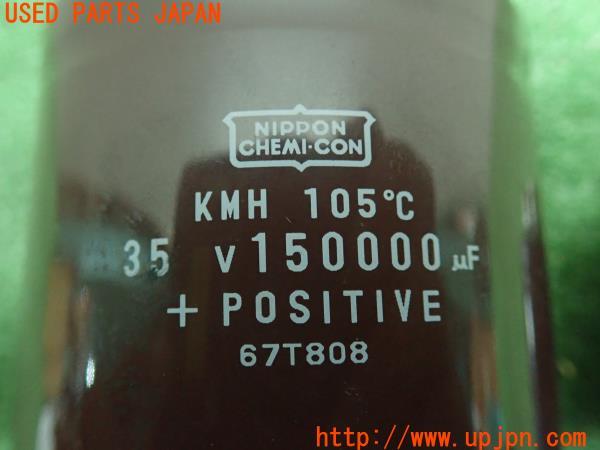 USED PARTS JAPAN
NIPPON
CHEMI-CON
KMH 105℃
35 V150000μF
+ POSITIVE
67T808
http://www.upjpn.com/